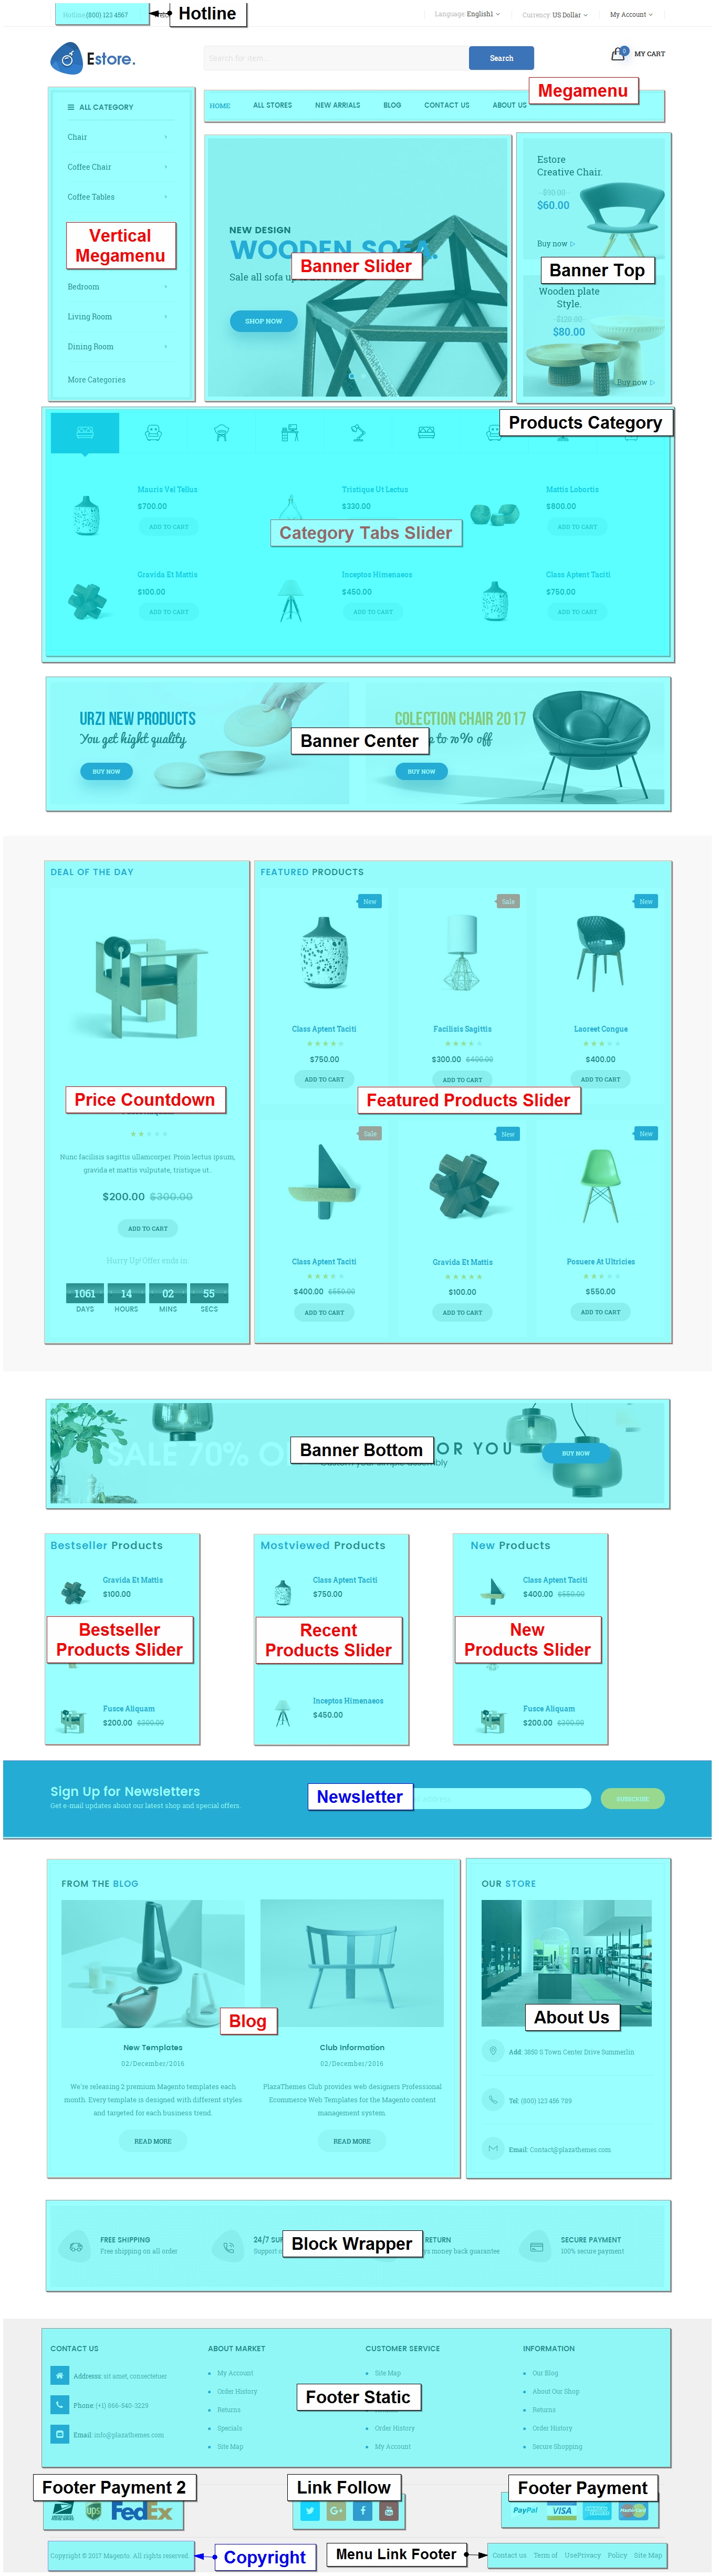 Hotline (800) 123 4567
Hotline
Language: English1
Currency: US Dollar
My Account
Estore.
Search for item...
Search
0
MY CART
ALL CATEGORY
Chair
Coffee Chair
Coffee Tables
Vertical
Megamenu
Bedroom
Living Room
Dining Room
More Categories
HOME
ALL STORES
NEW ARRIALS
BLOG
CONTACT US
ABOUT US
Megamenu
NEW DESIGN
WOODEN SOFA.
Banner Slider
Sale all sofa
SHOP NOW
Estore
Creative Chair.
$90.00
$60.00
Buy now
Banner Top
Wooden plate
Style.
$120.00
$80.00
Buy now
Products Category
Mauris Vel Tellus
$700.00
ADD TO CART
Tristique Ut Lectus
$330.00
Mattis Lobortis
$800.00
ADD TO CART
Category Tabs Slider
Gravida Et Mattis
$100.00
ADD TO CART
Inceptos Himenaeos
$450.00
ADD TO CART
Class Aptent Taciti
$750.00
ADD TO CART
URZI NEW PRODUCTS
You get hight quality
BUY NOW
Banner Center
COLECTION CHAIR 2017
to 70% off
BUY NOW
DEAL OF THE DAY
Price Countdown
Nunc facilisis sagittis ullamcorper. Proin lectus ipsum,
gravida et mattis vulputate, tristique ut..
$200.00 $300.00
ADD TO CART
Hurry Up! Offer ends in:
1061 14 02 55
DAYS HOURS MINS SECS
FEATURED PRODUCTS
New
Class Aptent Taciti
$750.00
ADD TO CART
Sale
Facilisis Sagittis
$300.00 $400.00
ADD TO CART
New
Laoreet Congue
$400.00
ADD TO CART
Featured Products Slider
Sale
Class Aptent Taciti
$400.00 $550.00
ADD TO CART
New
Gravida Et Mattis
$100.00
ADD TO CART
New
Posuere At Ultricies
$550.00
ADD TO CART
SALE 70% O
Banner Bottom
OR YOU
BUY NOW
Bestseller Products
Gravida Et Mattis
$100.00
Bestseller
Products Slider
Fusce Aliquam
$200.00 $300.00
Mostviewed Products
Class Aptent Taciti
$750.00
Recent
Products Slider
Inceptos Himenaeos
$450.00
New Products
Class Aptent Taciti
$400.00 $550.00
New
Products Slider
Fusce Aliquam
$200.00 $300.00
Sign Up for Newsletters
Get e-mail updates about our latest shop and special offers.
Newsletter
address
SUBSCRIBE
FROM THE BLOG
Blog
New Templates
02/December/2016
We're releasing 2 premium Magento templates each
month. Every template is designed with different styles
and targeted for each business trend.
READ MORE
Club Information
02/December/2016
PlazaThemes Club provides web designers Professional
Ecommerce Web Templates for the Magento content
management system.
READ MORE
OUR STORE
About Us
Add: 3850 S Town Center Drive Summerlin
Tel: (800) 123 456 789
Email: Contact@plazathemes.com
FREE SHIPPING
Free shipping on all order
24/7 SUP
Support
Block Wrapper
RETURN
ys money back guarantee
SECURE PAYMENT
100% secure payment
CONTACT US
Addresss: sit amet, consectetuer
Phone: (+1) 866-840-3229
Email: info@plazathemes.com
ABOUT MARKET
My Account
Order History
Returns
Specials
Site Map
CUSTOMER SERVICE
Site Map
Order History
My Account
Footer Static
INFORMATION
Our Blog
About Our Shop
Returns
Order History
Secure Shopping
Footer Payment 2
Link Follow
Footer Payment
ups FedEx
G+ f
PayPal VISA MasterCard
Copyright © 2017 Magento. All rights reserved
Copyright
Menu Link Footer
Contact us Term of UsePrivacy Policy Site Map